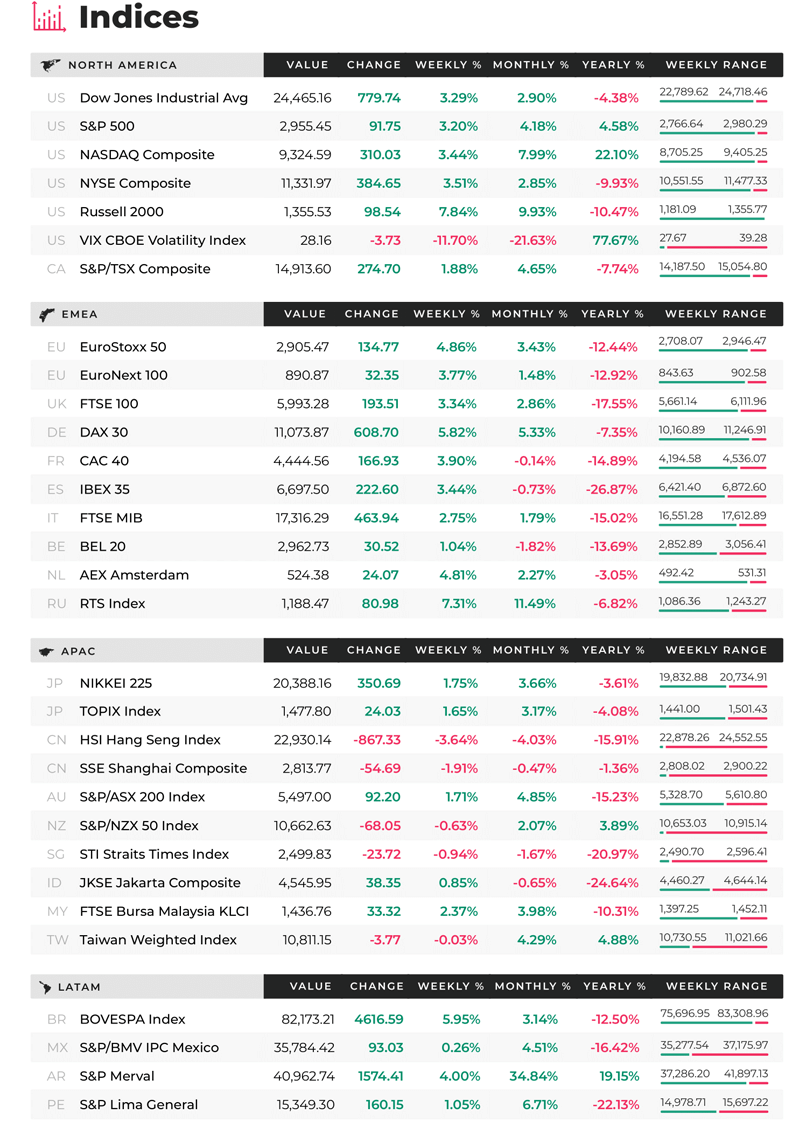 Indices
NORTH AMERICA VALUE CHANGE WEEKLY % MONTHLY % YEARLY % WEEKLY RANGE
US Dow Jones Industrial Avg 24,465.16 779.74 3.29% 2.90% -4.38% 22,789.62 24,718.46
US S&P 500 2,955.45 91.75 3.20% 4.18% 4.58% 2,766.64 2,980.29
US NASDAQ Composite 9,324.59 310.03 3.44% 7.99% 22.10% 8,705.25 9,405.25
US NYSE Composite 11,331.97 384.65 3.51% 2.85% -9.93% 10,551.55 11,477.33
US Russell 2000 1,355.53 98.54 7.84% 9.93% -10.47% 1,181.09 1,355.77
US VIX CBOE Volatility Index 28.16 -3.73 -11.70% -21.63% 77.67% 27.67 39.28
CA S&P/TSX Composite 14,913.60 274.70 1.88% 4.65% -7.74% 14,187.50 15,054.80
EMEA VALUE CHANGE WEEKLY % MONTHLY % YEARLY % WEEKLY RANGE
EU EuroStoxx 50 2,905.47 134.77 4.86% 3.43% -12.44% 2,708.07 2,946.47
EU EuroNext 100 890.87 32.35 3.77% 1.48% -12.92% 843.63 902.58
UK FTSE 100 5,993.28 193.51 3.34% 2.86% -17.55% 5,661.14 6,111.96
DE DAX 30 11,073.87 608.70 5.82% 5.33% -7.35% 10,160.89 11,246.91
FR CAC 40 4,444.56 166.93 3.90% -0.14% -14.89% 4,194.58 4,536.07
ES IBEX 35 6,697.50 222.60 3.44% -0.73% -26.87% 6,421.40 6,872.60
IT FTSE MIB 17,316.29 463.94 2.75% 1.79% -15.02% 16,551.28 17,612.89
BE BEL 20 2,962.73 30.52 1.04% -1.82% -13.69% 2,852.89 3,056.41
NL AEX Amsterdam 524.38 24.07 4.81% 2.27% -3.05% 492.42 531.31
RU RTS Index 1,188.47 80.98 7.31% 11.49% -6.82% 1,086.36 1,243.27
APAC VALUE CHANGE WEEKLY % MONTHLY % YEARLY % WEEKLY RANGE
JP NIKKEI 225 20,388.16 350.69 1.75% 3.66% -3.61% 19,832.88 20,734.91
JP TOPIX Index 1,477.80 24.03 1.65% 3.17% -4.08% 1,441.00 1,501.43
CN HSI Hang Seng Index 22,930.14 -867.33 -3.64% -4.03% -15.91% 22,878.26 24,552.55
CN SSE Shanghai Composite 2,813.77 -54.69 -1.91% -0.47% -1.36% 2,808.02 2,900.22
AU S&P/ASX 200 Index 5,497.00 92.20 1.71% 4.85% -15.23% 5,328.70 5,610.80
NZ S&P/NZX 50 Index 10,662.63 -68.05 -0.63% 2.07% 3.89% 10,653.03 10,915.14
SG STI Straits Times Index 2,499.83 -23.72 -0.94% -1.67% -20.97% 2,490.70 2,596.41
ID JKSE Jakarta Composite 4,545.95 38.35 0.85% -0.65% -24.64% 4,460.27 4,644.14
MY FTSE Bursa Malaysia KLCI 1,436.76 33.32 2.37% 3.98% -10.31% 1,397.25 1,452.11
TW Taiwan Weighted Index 10,811.15 -3.77 -0.03% 4.29% 4.88% 10,730.55 11,021.66
LATAM VALUE CHANGE WEEKLY % MONTHLY % YEARLY % WEEKLY RANGE
BR BOVESPA Index 82,173.21 4616.59 5.95% 3.14% -12.50% 75,696.95 83,308.96
MX S&P/BMV IPC Mexico 35,784.42 93.03 0.26% 4.51% -16.42% 35,277.54 37,175.97
AR S&P Merval 40,962.74 1574.41 4.00% 34.84% 19.15% 37,286.20 41,897.13
PE S&P Lima General 15,349.30 160.15 1.05% 6.71% -22.13% 14,978.71 15,697.22